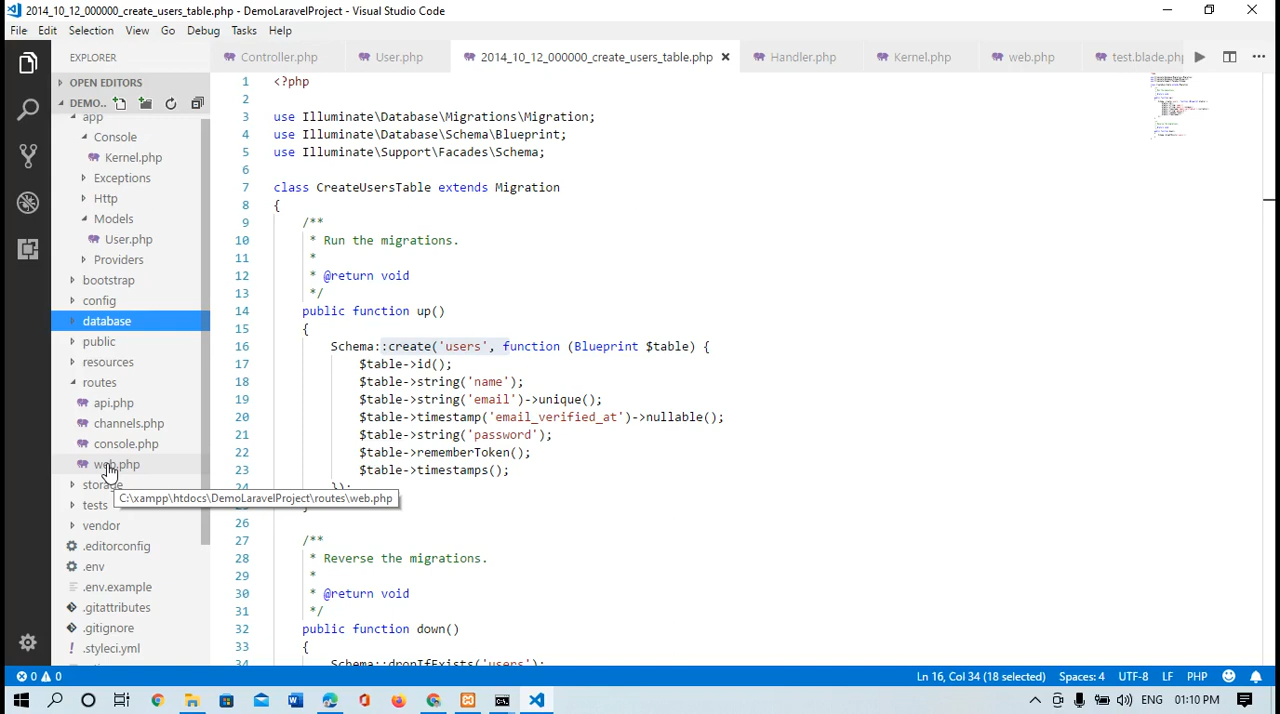 2014_10_12_000000_create_users_table.php - DemoLaravelProject - Visual Studio Code
File Edit Selection View Go Debug Tasks Help
EXPLORER
Controller.php User.php 2014_10_12_000000_create_users_table.php Handler.php Kernel.php web.php test.blade.php
OPEN EDITORS
DEMO...
app
Console
Kernel.php
Exceptions
Http
Models
User.php
Providers
bootstrap
config
database
public
resources
routes
api.php
channels.php
console.php
web.php
storage
tests
vendor
.editorconfig
.env
.env.example
.gitattributes
.gitignore
.styleci.yml
1 <?php
2
3 use Illuminate\Database\Migrations\Migration;
4 use Illuminate\Database\Schema\Blueprint;
5 use Illuminate\Support\Facades\Schema;
6
7 class CreateUsersTable extends Migration
8 {
9 /**
10 * Run the migrations.
11 *
12 * @return void
13 */
14 public function up()
15 {
16 Schema::create('users', function (Blueprint $table) {
17 $table->id();
18 $table->string('name');
19 $table->string('email')->unique();
20 $table->timestamp('email_verified_at')->nullable();
21 $table->string('password');
22 $table->rememberToken();
23 $table->timestamps();
24 });
C:\xampp\htdocs\DemoLaravelProject\routes\web.php
26
27 /**
28 * Reverse the migrations.
29 *
30 * @return void
31 */
32 public function down()
33 {
34 Schema::dropIfExists('users');
0 0 Ln 16, Col 34 (18 selected) Spaces: 4 UTF-8 LF PHP
ENG 01:10 PM